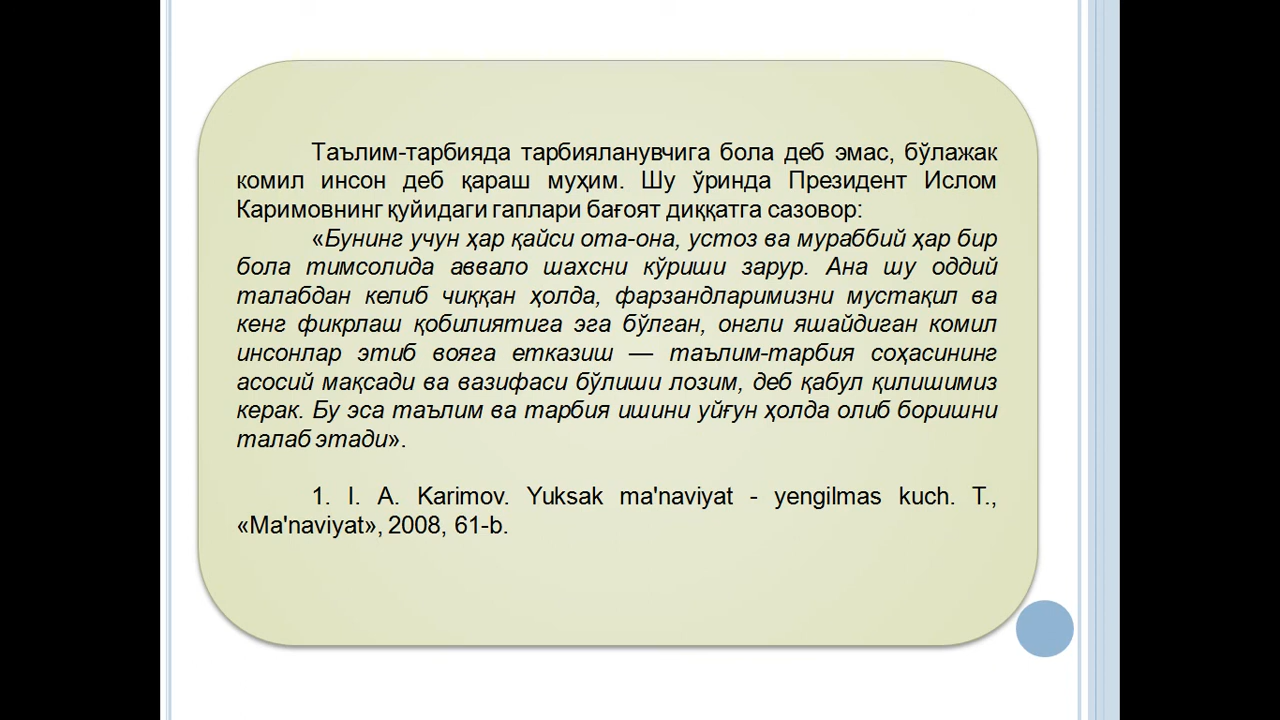 Таълим-тарбияда тарбияланувчига бола деб эмас, бўлажак
комил инсон деб қараш муҳим. Шу ўринда Президент Ислом
Каримовнинг қуйидаги гаплари бағоят диққатга сазовор:
«Бунинг учун ҳар қайси ота-она, устоз ва мураббий ҳар бир
бола тимсолида аввало шахсни кўриши зарур. Ана шу оддий
талабдан келиб чиққан ҳолда, фарзандларимизни мустақил ва
кенг фикрлаш қобилиятига эга бўлган, онгли яшайдиган комил
инсонлар этиб вояга етказиш — таълим-тарбия соҳасининг
асосий мақсади ва вазифаси бўлиши лозим, деб қабул қилишимиз
керак. Бу эса таълим ва тарбия ишини уйғун ҳолда олиб боришни
талаб этади».
1. I. A. Karimov. Yuksak ma'naviyat - yengilmas kuch. T.,
«Ma'naviyat», 2008, 61-b.